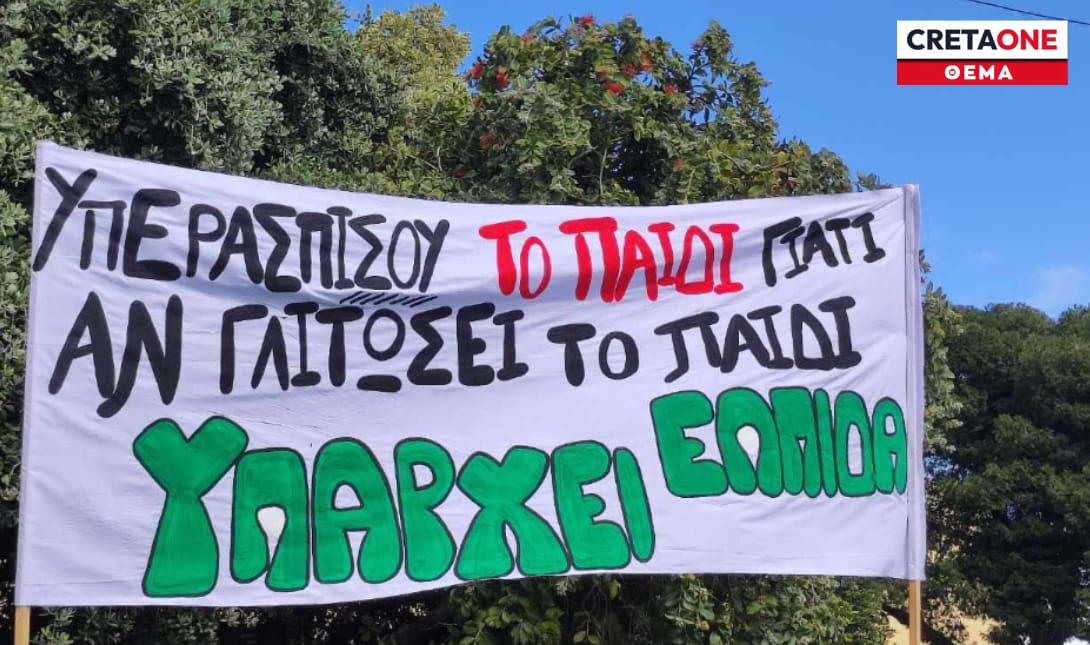 CRETAONE
ΘΕΜΑ
ΥΠΕΡΑΣΠΙΣΟΥ ΤΟ ΠΑΙΔΙ ΓΙΑΤΙ
ΑΝ ΓΛΙΤΩΣΕΙ ΤΟ ΠΑΙΔΙ
ΥΠΑΡΧΕΙ ΕΛΠΙΔΑ